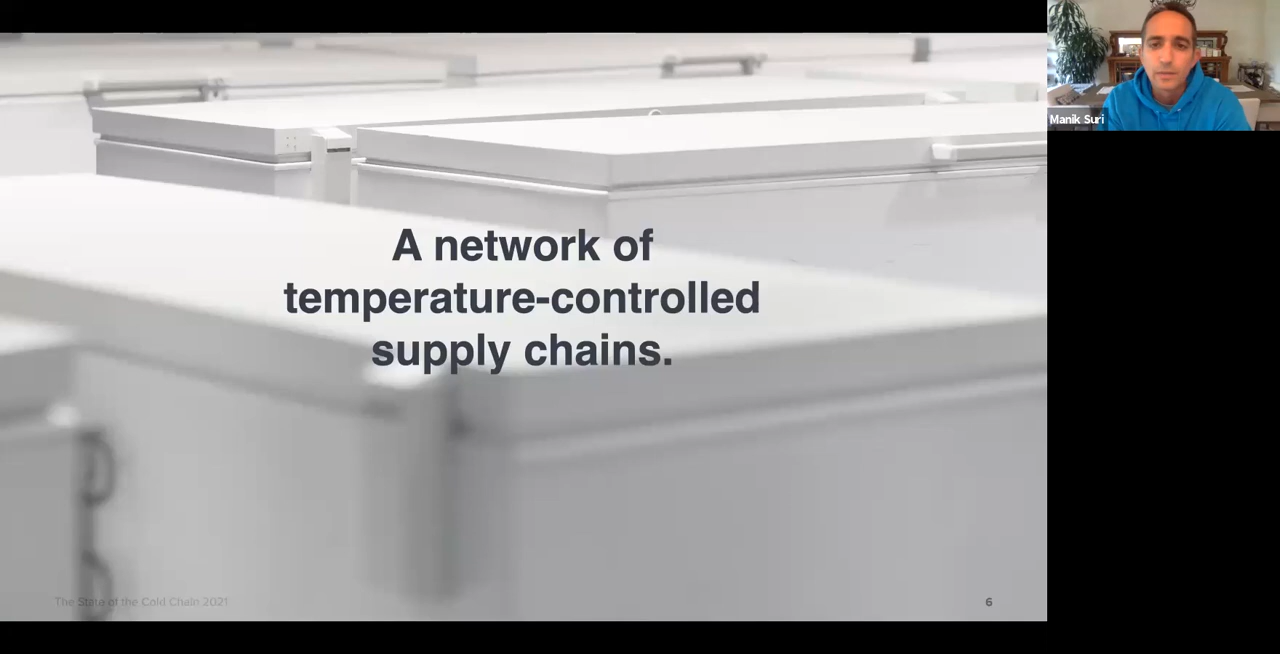 A network of
temperature-controlled
supply chains.
The State of the Cold Chain 2021
6
Manik Suri